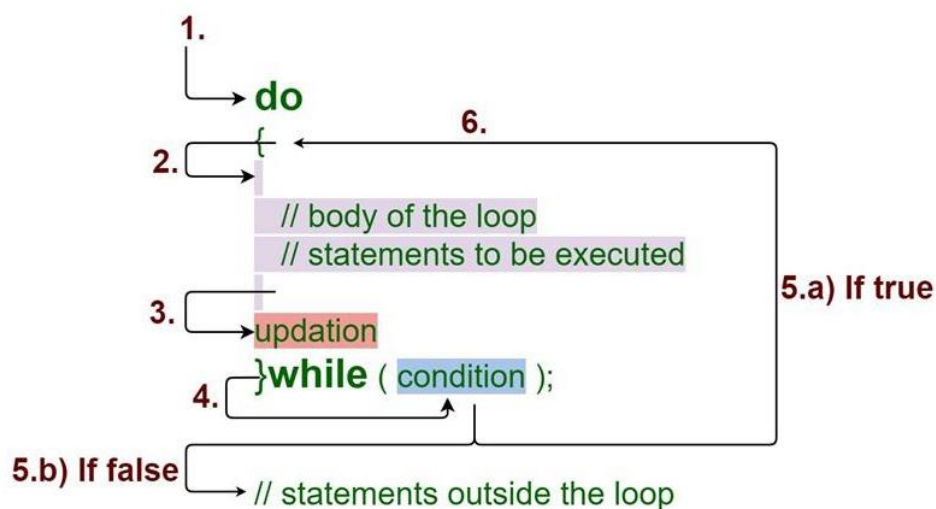 1.
do
6.
{
2.
// body of the loop
// statements to be executed
5.a) If true
3.
updation
}while ( condition );
4.
5.b) If false
// statements outside the loop